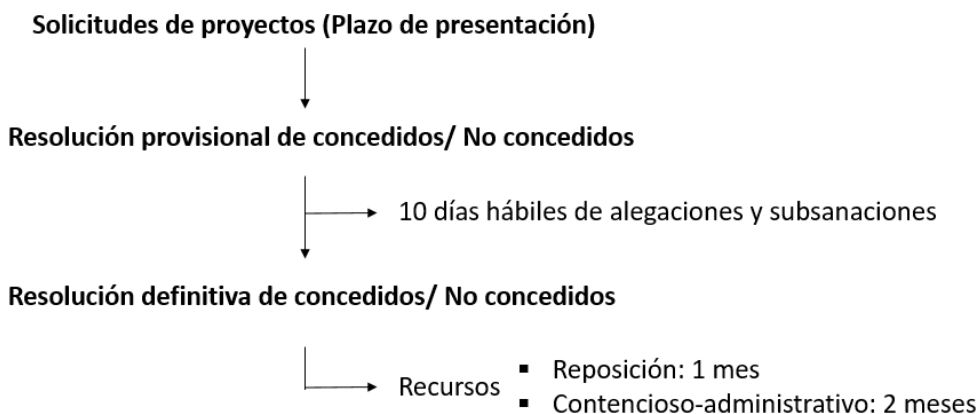 Solicitudes de proyectos (Plazo de presentación)
Resolución provisional de concedidos/ No concedidos
10 días hábiles de alegaciones y subsanaciones
Resolución definitiva de concedidos/ No concedidos
Recursos
▪ Reposición: 1 mes
▪ Contencioso-administrativo: 2 meses